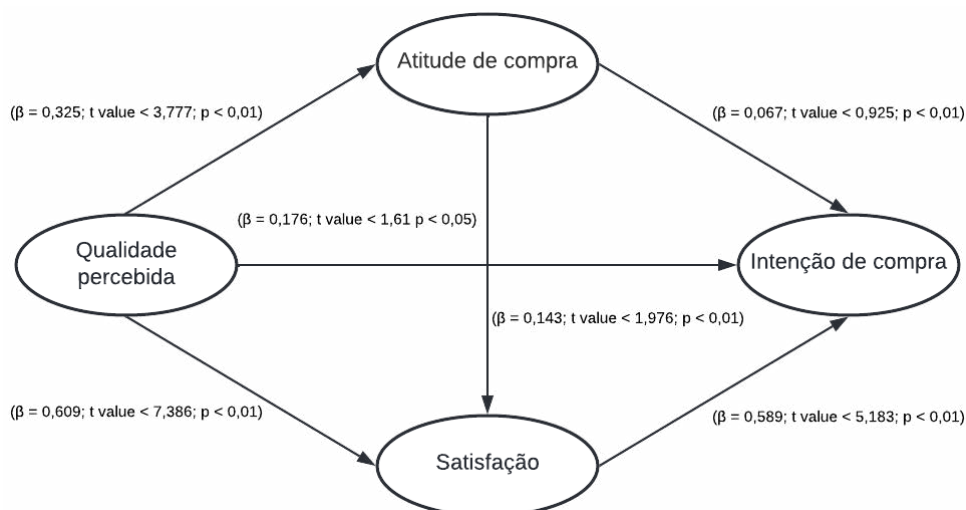 Atitude de compra
(β = 0,325; t value < 3,777; p < 0,01)
(β = 0,067; t value < 0,925; p < 0,01)
(β = 0,176; t value < 1,61 p < 0,05)
Qualidade
percebida
Intenção de compra
(β = 0,143; t value < 1,976; p < 0,01)
(β = 0,609; t value < 7,386; p < 0,01)
(β = 0,589; t value < 5,183; p < 0,01)
Satisfação